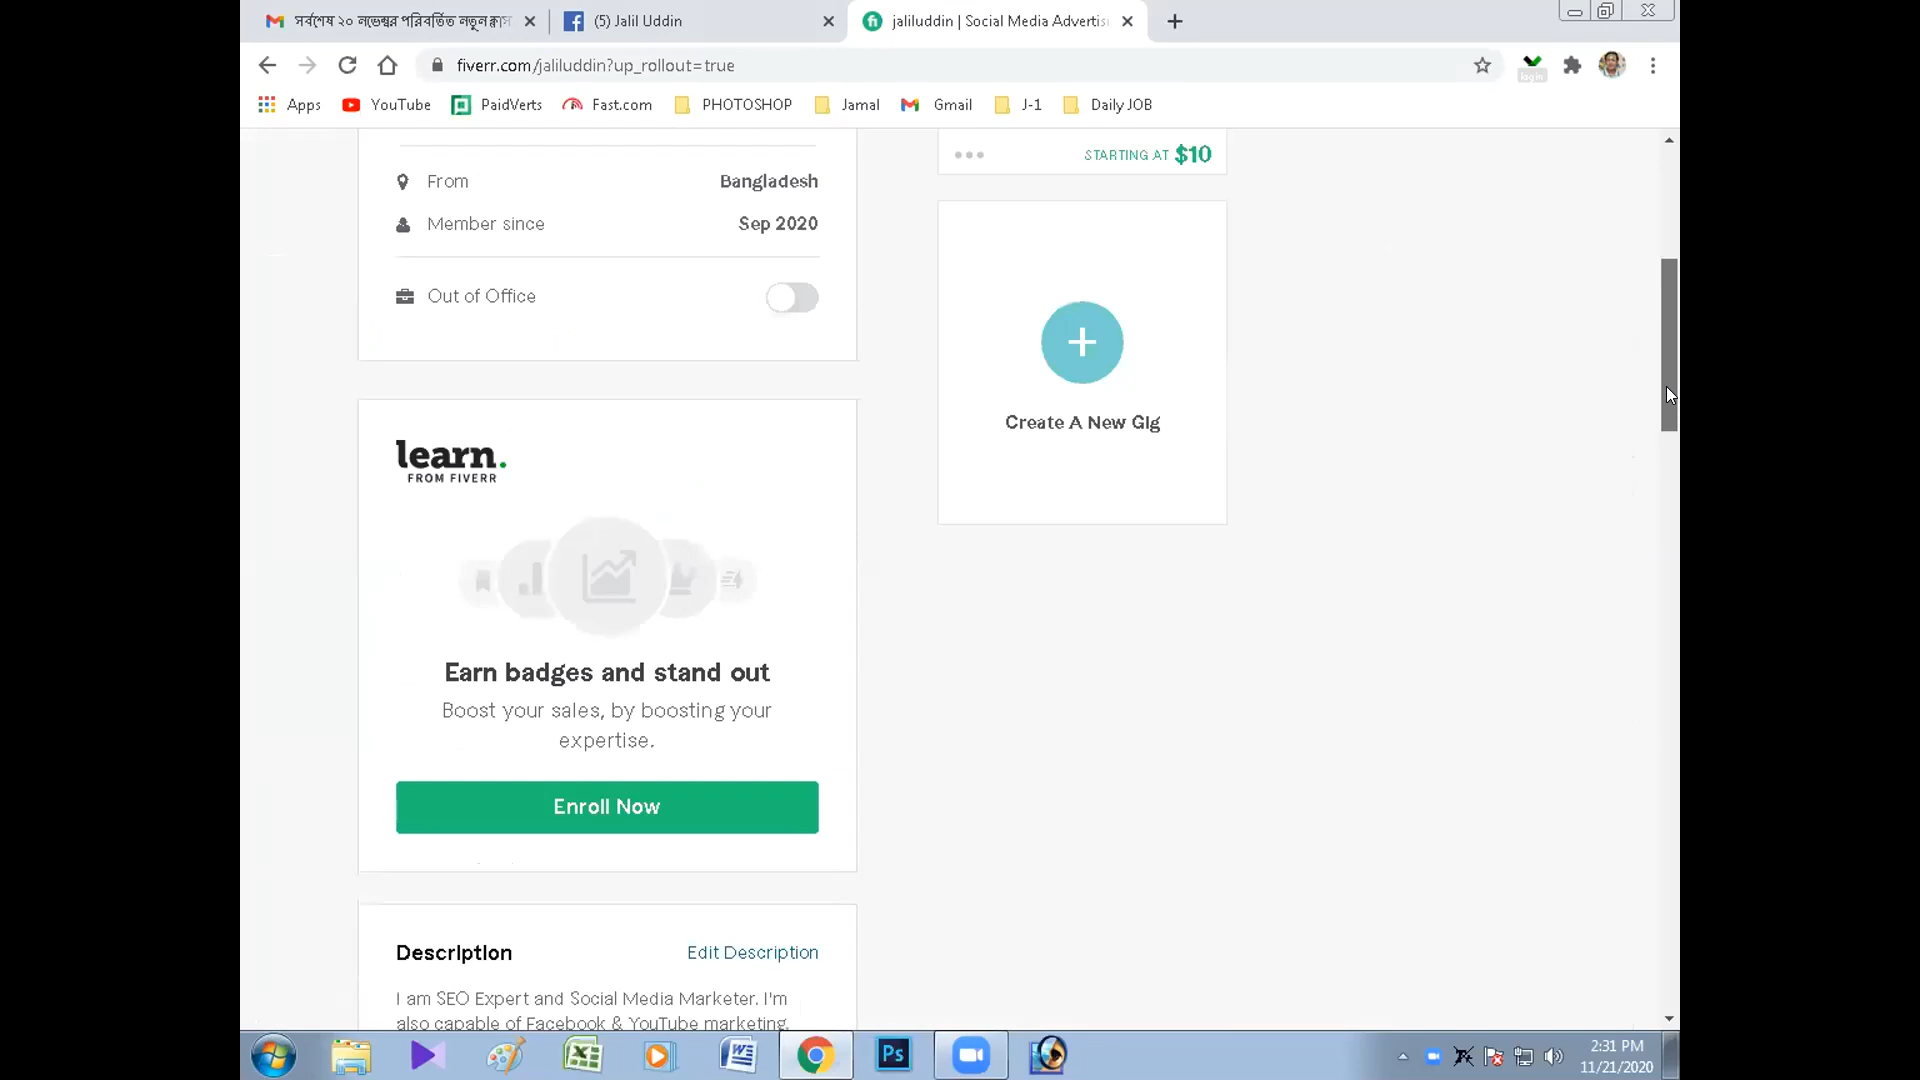 সর্বশেষ ২০ নভেম্বর পরিবর্তিত নতুন
(5) Jalil Uddin
jaliluddin | Social Media Advertis
fiverr.com/jaliluddin?up_rollout=true
login
Apps
YouTube
PaidVerts
Fast.com
PHOTOSHOP
Jamal
Gmail
J-1
Daily JOB
STARTING AT $10
From Bangladesh
Member since Sep 2020
Out of Office
Create A New Gig
learn.
FROM FIVERR
Earn badges and stand out
Boost your sales, by boosting your
expertise.
Enroll Now
Description Edit Description
I am SEO Expert and Social Media Marketer. I'm
also capable of Facebook & YouTube marketing.
Ps
2:31 PM
11/21/2020